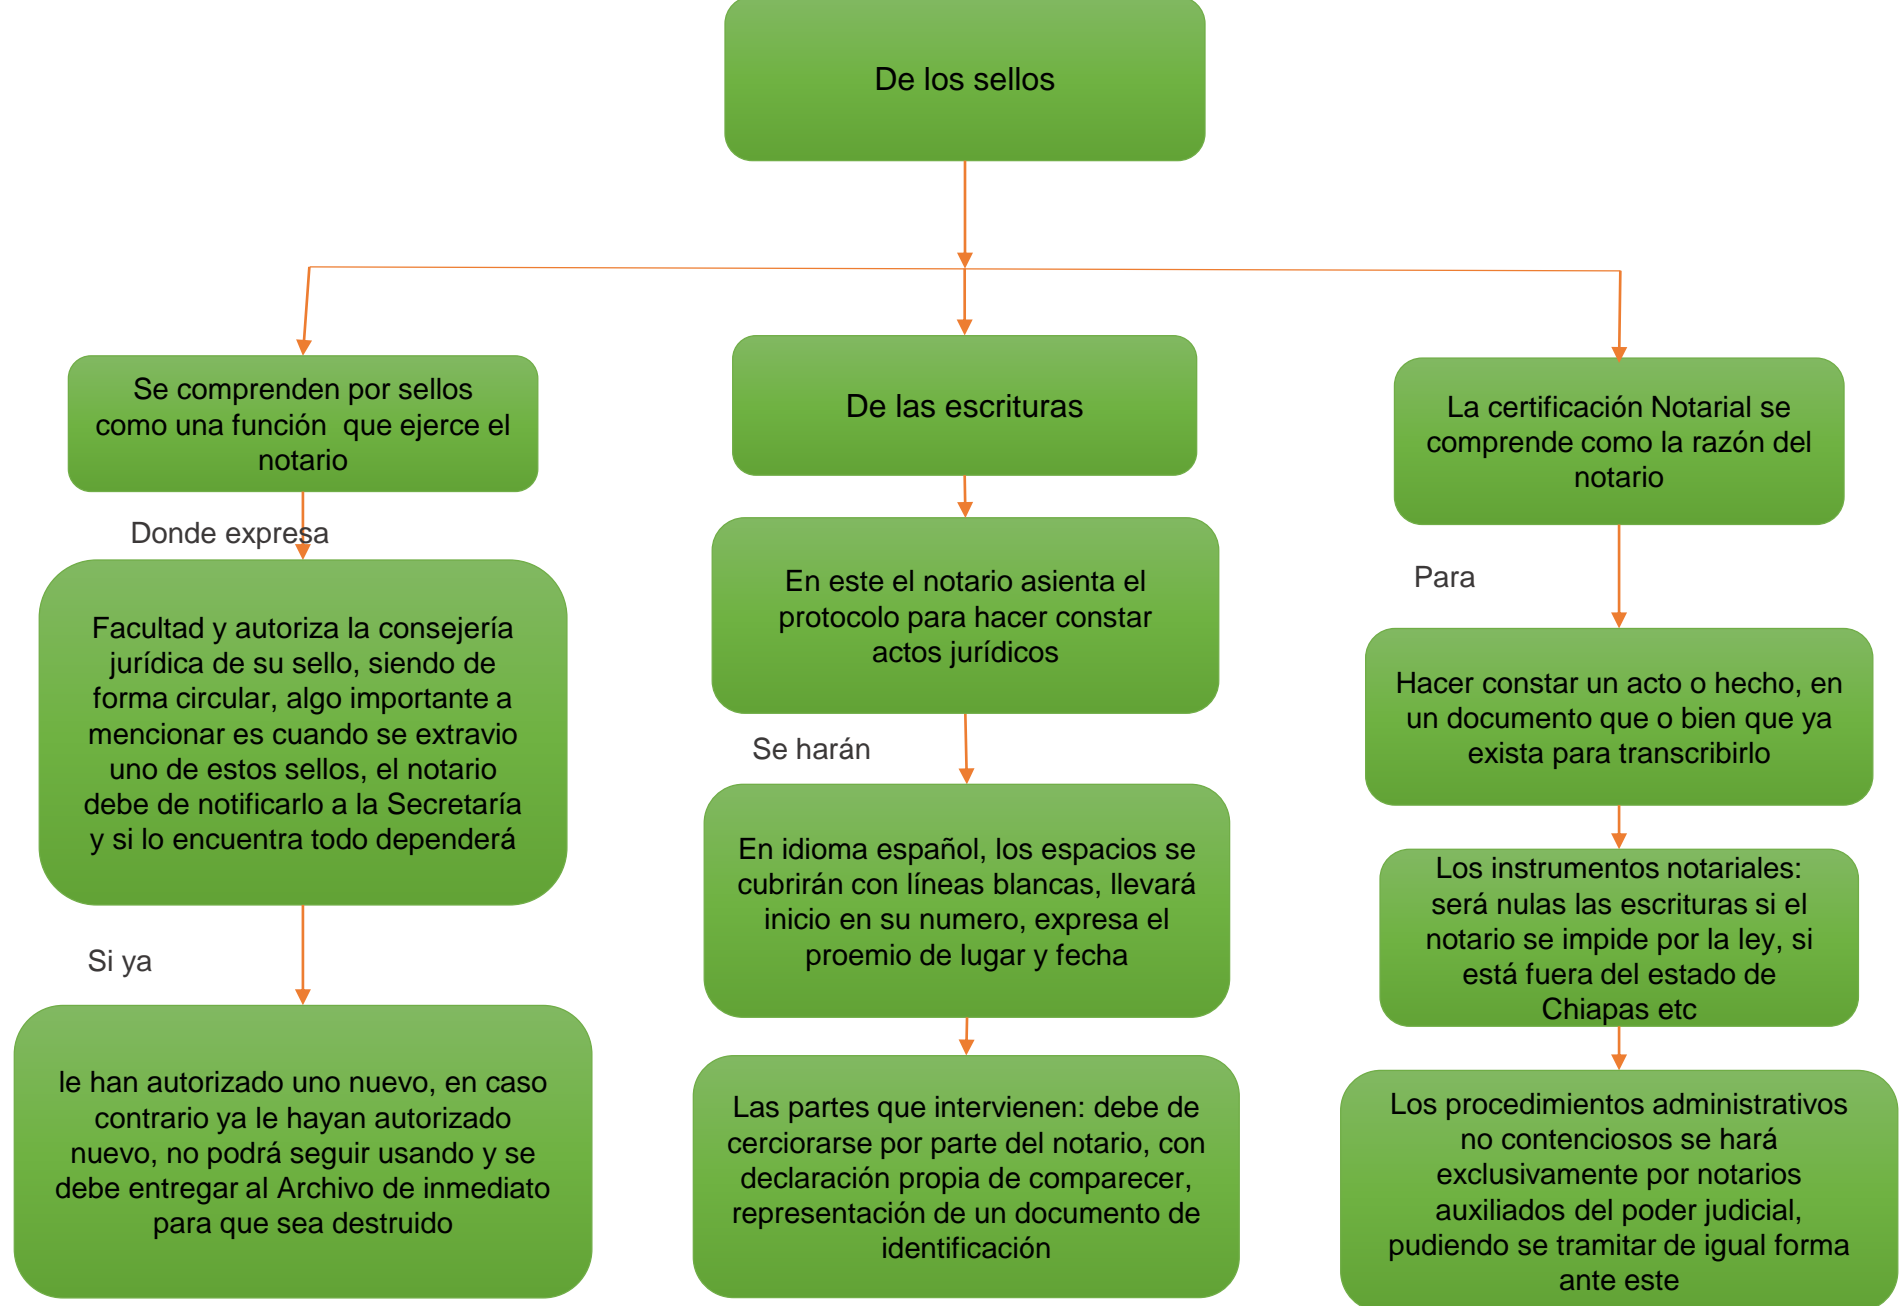 De los sellos
Se comprenden por sellos
como una función que ejerce el
notario
Donde expresa
Facultad y autoriza la consejería
jurídica de su sello, siendo de
forma circular, algo importante a
mencionar es cuando se extravio
uno de estos sellos, el notario
debe de notificarlo a la Secretaría
y si lo encuentra todo dependerá
Si ya
le han autorizado uno nuevo, en caso
contrario ya le hayan autorizado
nuevo, no podrá seguir usando y se
debe entregar al Archivo de inmediato
para que sea destruido
De las escrituras
En este el notario asienta el
protocolo para hacer constar
actos jurídicos
Se harán
En idioma español, los espacios se
cubrirán con líneas blancas, llevará
inicio en su numero, expresa el
proemio de lugar y fecha
Las partes que intervienen: debe de
cerciorarse por parte del notario, con
declaración propia de comparecer,
representación de un documento de
identificación
La certificación Notarial se
comprende como la razón del
notario
Para
Hacer constar un acto o hecho, en
un documento que o bien que ya
exista para transcribirlo
Los instrumentos notariales:
será nulas las escrituras si el
notario se impide por la ley, si
está fuera del estado de
Chiapas etc
Los procedimientos administrativos
no contenciosos se hará
exclusivamente por notarios
auxiliados del poder judicial,
pudiendo se tramitar de igual forma
ante este